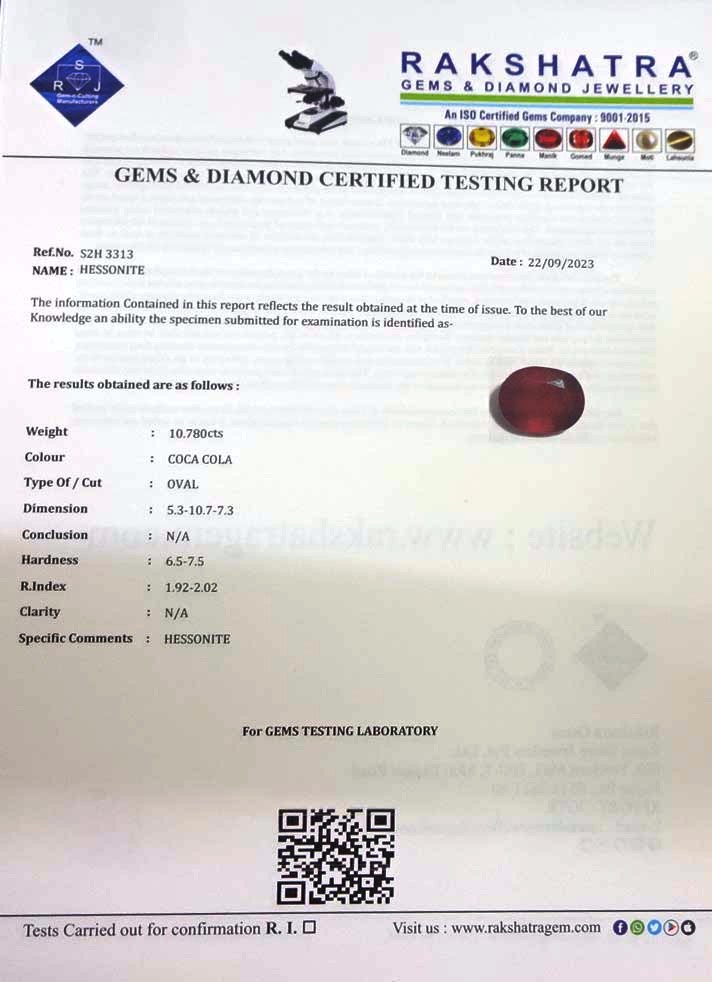 TM
S
R J
Gem-n-Cutting
Manufacturers
RAKSHATRA®
GEMS & DIAMOND JEWELLERY
An ISO Certified Gems Company : 9001-2015
Diamond Neelam Pukhraj Panna Manik Gomed Munga Moti Lahsunia
GEMS & DIAMOND CERTIFIED TESTING REPORT
Ref.No. S2H 3313
NAME : HESSONITE
Date : 22/09/2023
The information Contained in this report reflects the result obtained at the time of issue. To the best of our
Knowledge an ability the specimen submitted for examination is identified as-
The results obtained are as follows :
Weight : 10.780cts
Colour : COCA COLA
Type Of / Cut : OVAL
Dimension : 5.3-10.7-7.3
Conclusion : N/A
Hardness : 6.5-7.5
R.Index : 1.92-2.02
Clarity : N/A
Specific Comments : HESSONITE
For GEMS TESTING LABORATORY
Tests Carried out for confirmation R. I. ☐
Visit us : www.rakshatragem.com